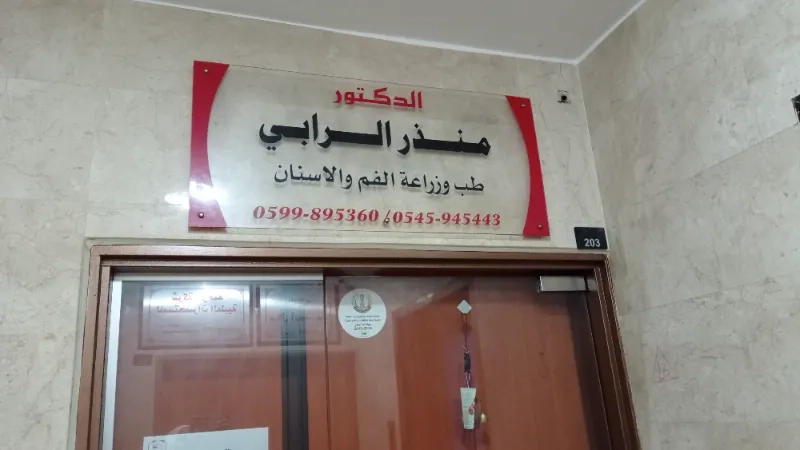 الدكتور
منذر الرابي
طب وزراعة الفم والاسنان
0599-895360 / 0545-945443
203